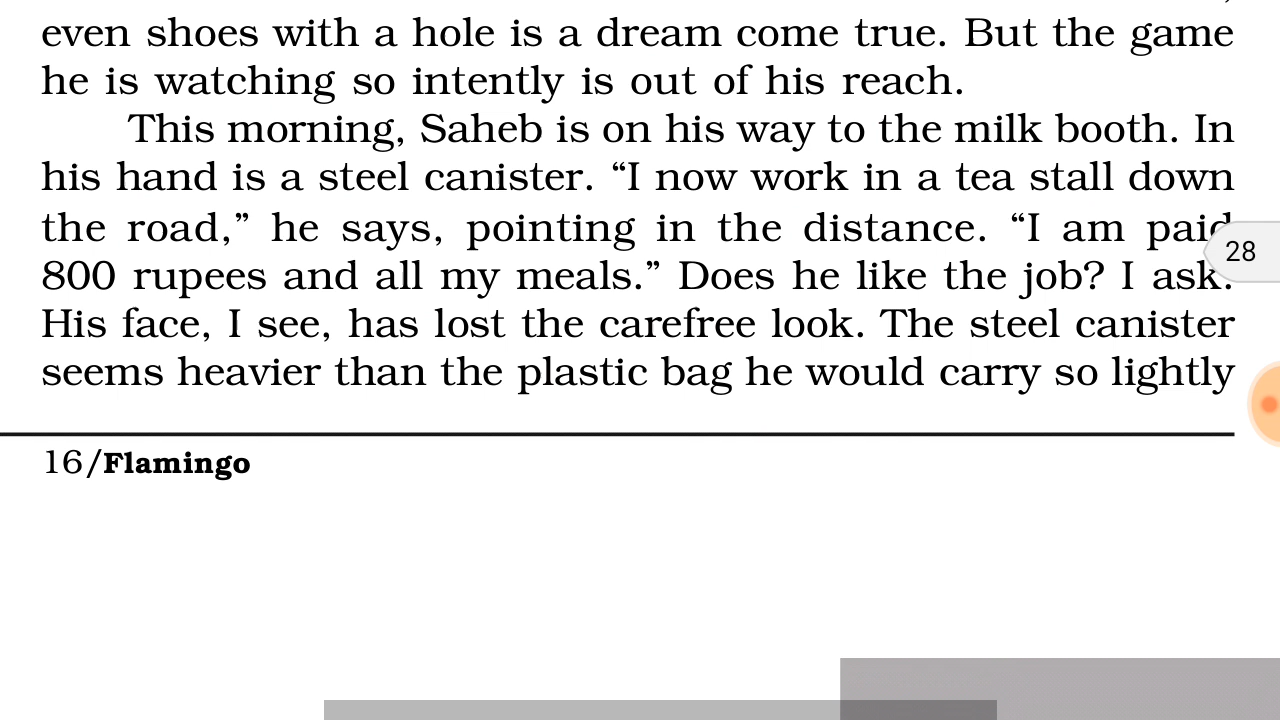 even shoes with a hole is a dream come true. But the game
he is watching so intently is out of his reach.
This morning, Saheb is on his way to the milk booth. In
his hand is a steel canister. “I now work in a tea stall down
the road,” he says, pointing in the distance. “I am paid
800 rupees and all my meals.” Does he like the job? I ask.
His face, I see, has lost the carefree look. The steel canister
seems heavier than the plastic bag he would carry so lightly
16/Flamingo
28